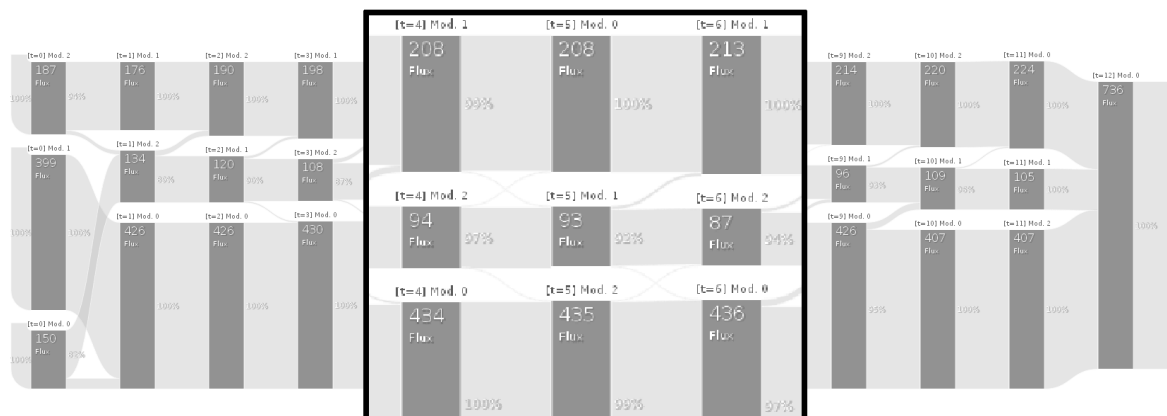 [t=0] Mod. 2
187
Flux
100%
95%
[t=0] Mod. 1
399
Flux
100%
100%
[t=0] Mod. 0
150
Flux
100%
[t=1] Mod. 1
176
Flux
100%
[t=1] Mod. 2
134
Flux
[t=1] Mod. 0
426
Flux
100%
[t=2] Mod. 2
190
Flux
100%
[t=2] Mod. 1
120
Flux
[t=2] Mod. 0
426
Flux
100%
[t=3] Mod. 1
198
Flux
100%
[t=3] Mod. 2
108
Flux
87%
[t=3] Mod. 0
430
Flux
100%
[t=4] Mod. 1
208
Flux
99%
[t=4] Mod. 2
94
Flux
97%
[t=4] Mod. 0
434
Flux
100%
[t=5] Mod. 0
208
Flux
100%
[t=5] Mod. 1
93
Flux
92%
[t=5] Mod. 2
435
Flux
99%
[t=6] Mod. 1
213
Flux
100%
[t=6] Mod. 2
87
Flux
94%
[t=6] Mod. 0
436
Flux
97%
[t=9] Mod. 2
214
Flux
100%
[t=9] Mod. 1
96
Flux
93%
[t=9] Mod. 0
426
Flux
95%
[t=10] Mod. 2
220
Flux
100%
[t=10] Mod. 1
109
Flux
[t=10] Mod. 0
407
Flux
100%
[t=11] Mod. 0
224
Flux
100%
[t=11] Mod. 1
105
Flux
100%
[t=11] Mod. 2
407
Flux
100%
[t=12] Mod. 0
736
Flux
100%